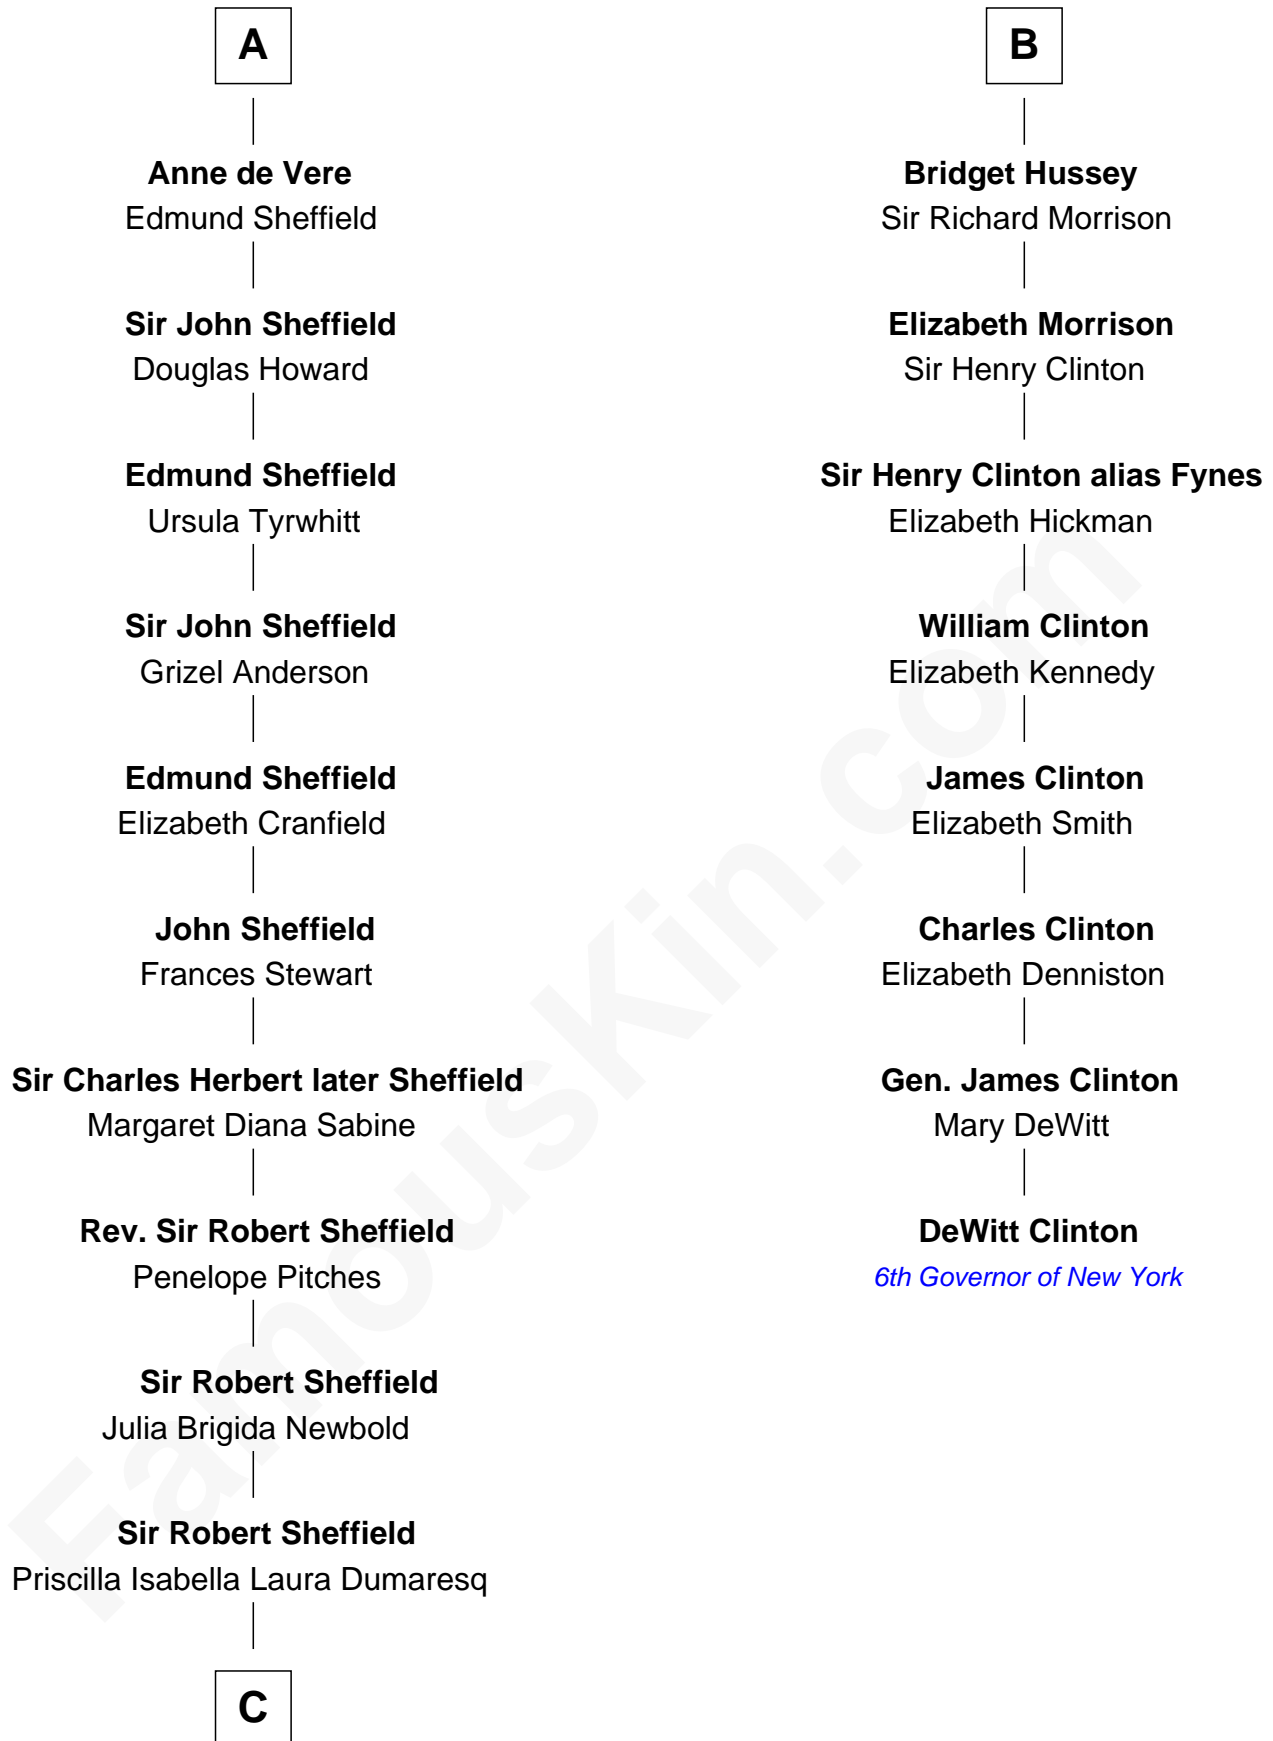 A
Anne de Vere
Edmund Sheffield
Sir John Sheffield
Douglas Howard
Edmund Sheffield
Ursula Tyrwhitt
Sir John Sheffield
Grizel Anderson
Edmund Sheffield
Elizabeth Cranfield
John Sheffield
Frances Stewart
Sir Charles Herbert later Sheffield
Margaret Diana Sabine
Rev. Sir Robert Sheffield
Penelope Pitches
Sir Robert Sheffield
Julia Brigida Newbold
Sir Robert Sheffield
Priscilla Isabella Laura Dumaresq
C
B
Bridget Hussey
Sir Richard Morrison
Elizabeth Morrison
Sir Henry Clinton
Sir Henry Clinton alias Fynes
Elizabeth Hickman
William Clinton
Elizabeth Kennedy
James Clinton
Elizabeth Smith
Charles Clinton
Elizabeth Denniston
Gen. James Clinton
Mary DeWitt
DeWitt Clinton
6th Governor of New York
FamousKin.com